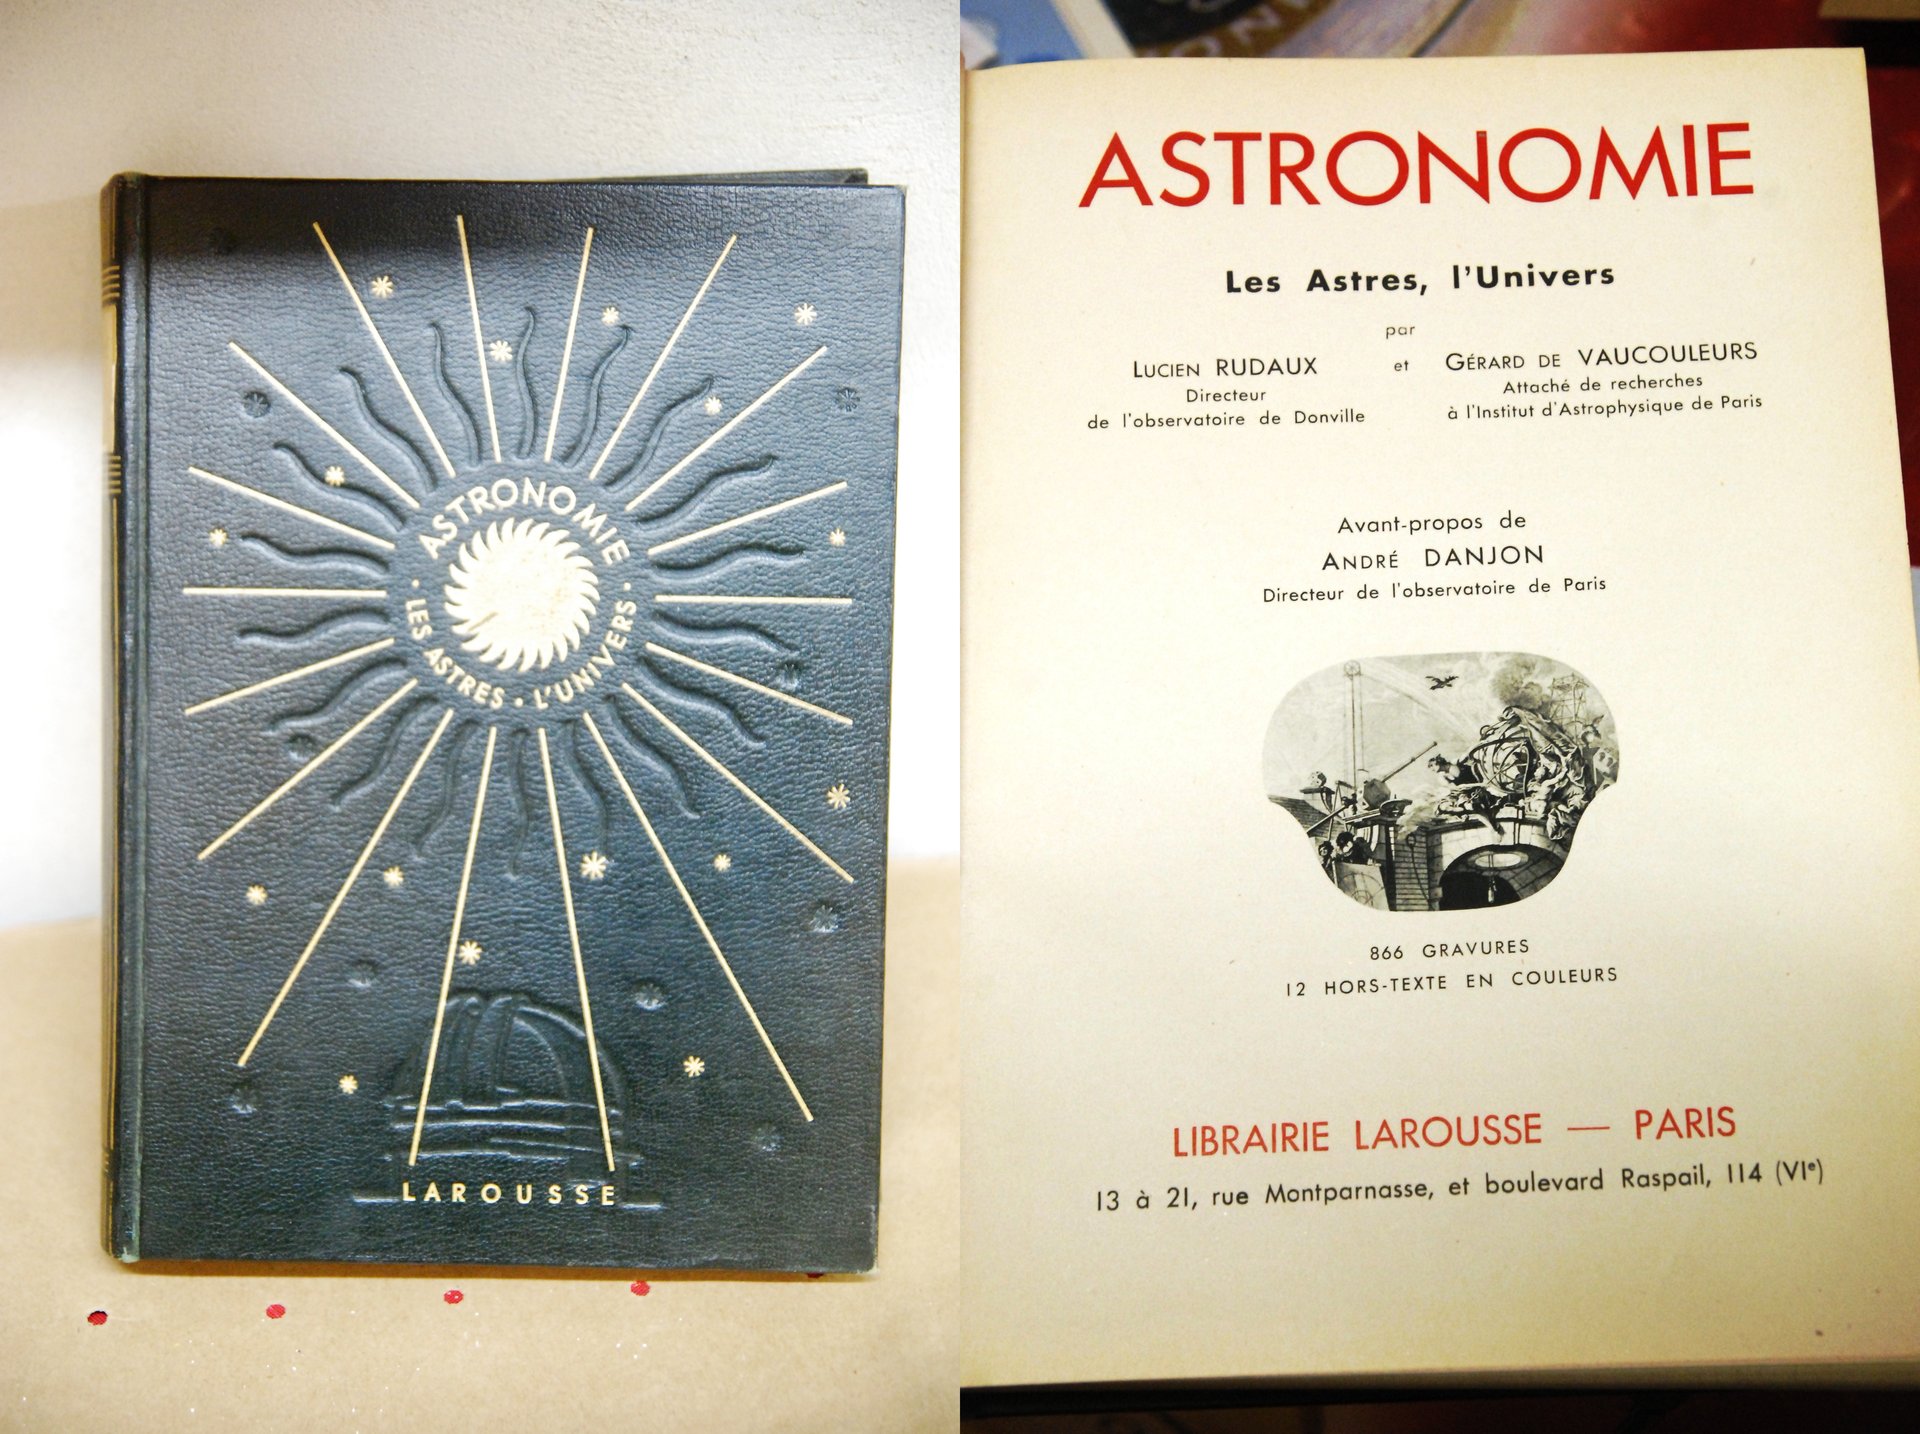 ASTRONOMIE
· LES ASTRES · L'UNIVERS ·
LAROUSSE
ASTRONOMIE
Les Astres, l'Univers
par
LUCIEN RUDAUX
Directeur
de l'observatoire de Donville
et
GÉRARD DE VAUCOULEURS
Attaché de recherches
à l'Institut d'Astrophysique de Paris
Avant-propos de
ANDRÉ DANJON
Directeur de l'observatoire de Paris
866 GRAVURES
12 HORS-TEXTE EN COULEURS
LIBRAIRIE LAROUSSE — PARIS
13 à 21, rue Montparnasse, et boulevard Raspail, 114 (VIe)